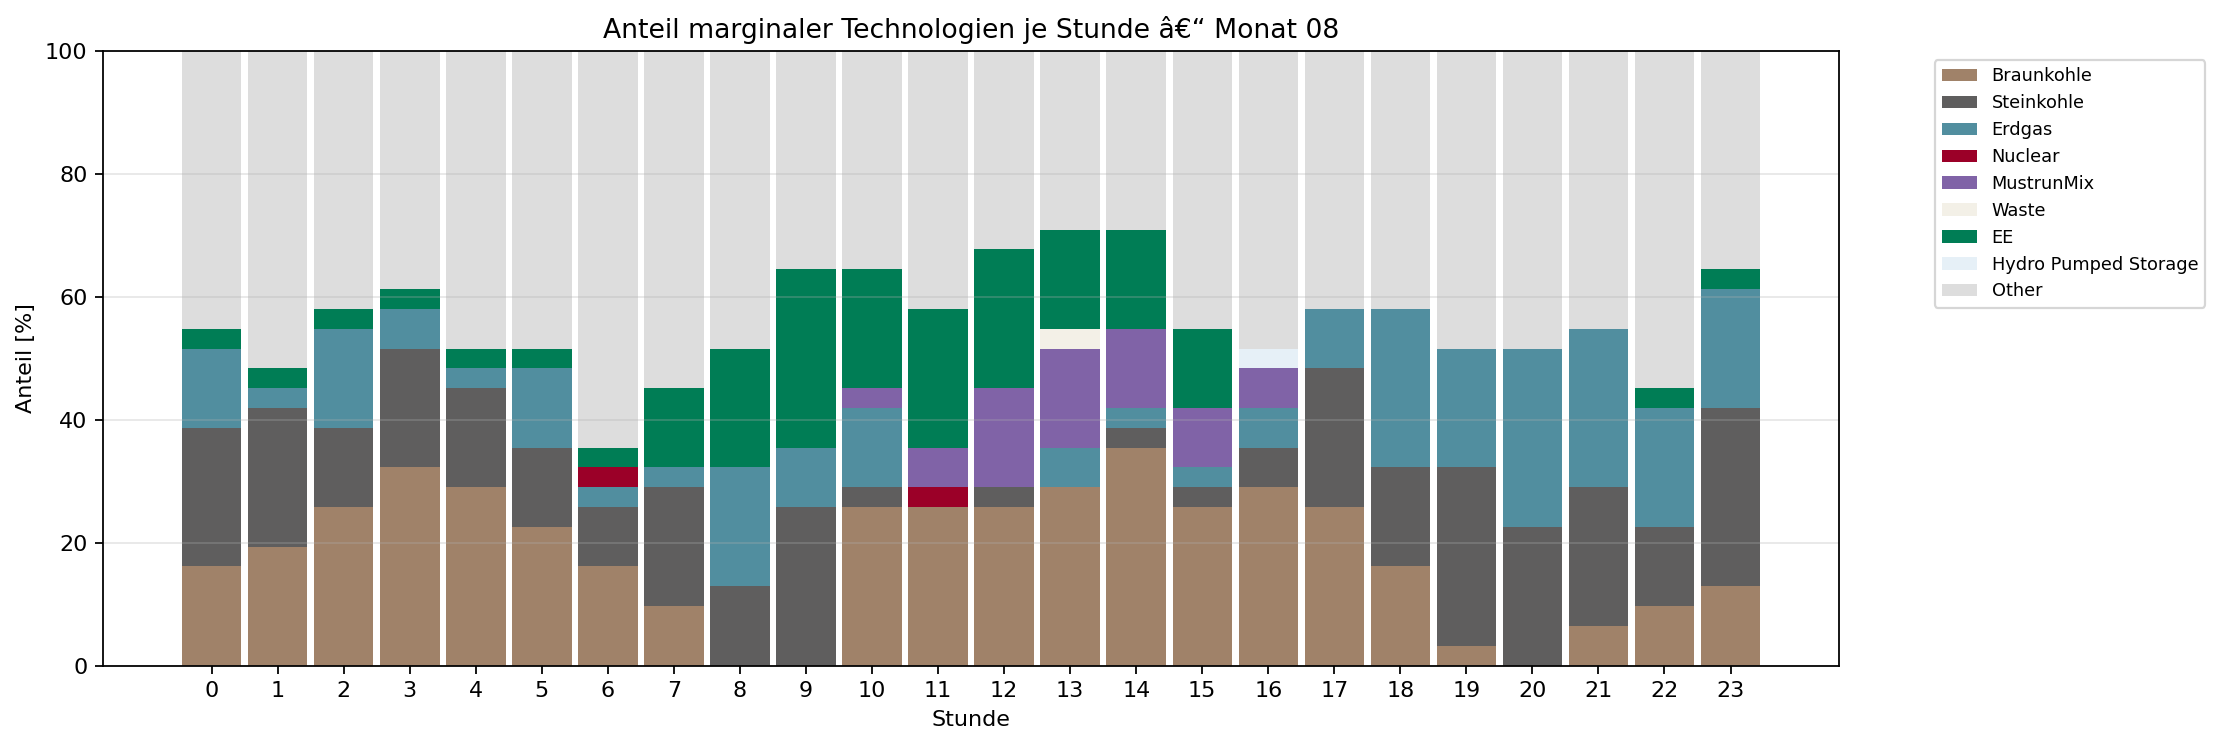 Anteil marginaler Technologien je Stunde â€“ Monat 08
Anteil [%]
100
80
60
40
20
0
0 1 2 3 4 5 6 7 8 9 10 11 12 13 14 15 16 17 18 19 20 21 22 23
Stunde
Braunkohle
Steinkohle
Erdgas
Nuclear
MustrunMix
Waste
EE
Hydro Pumped Storage
Other